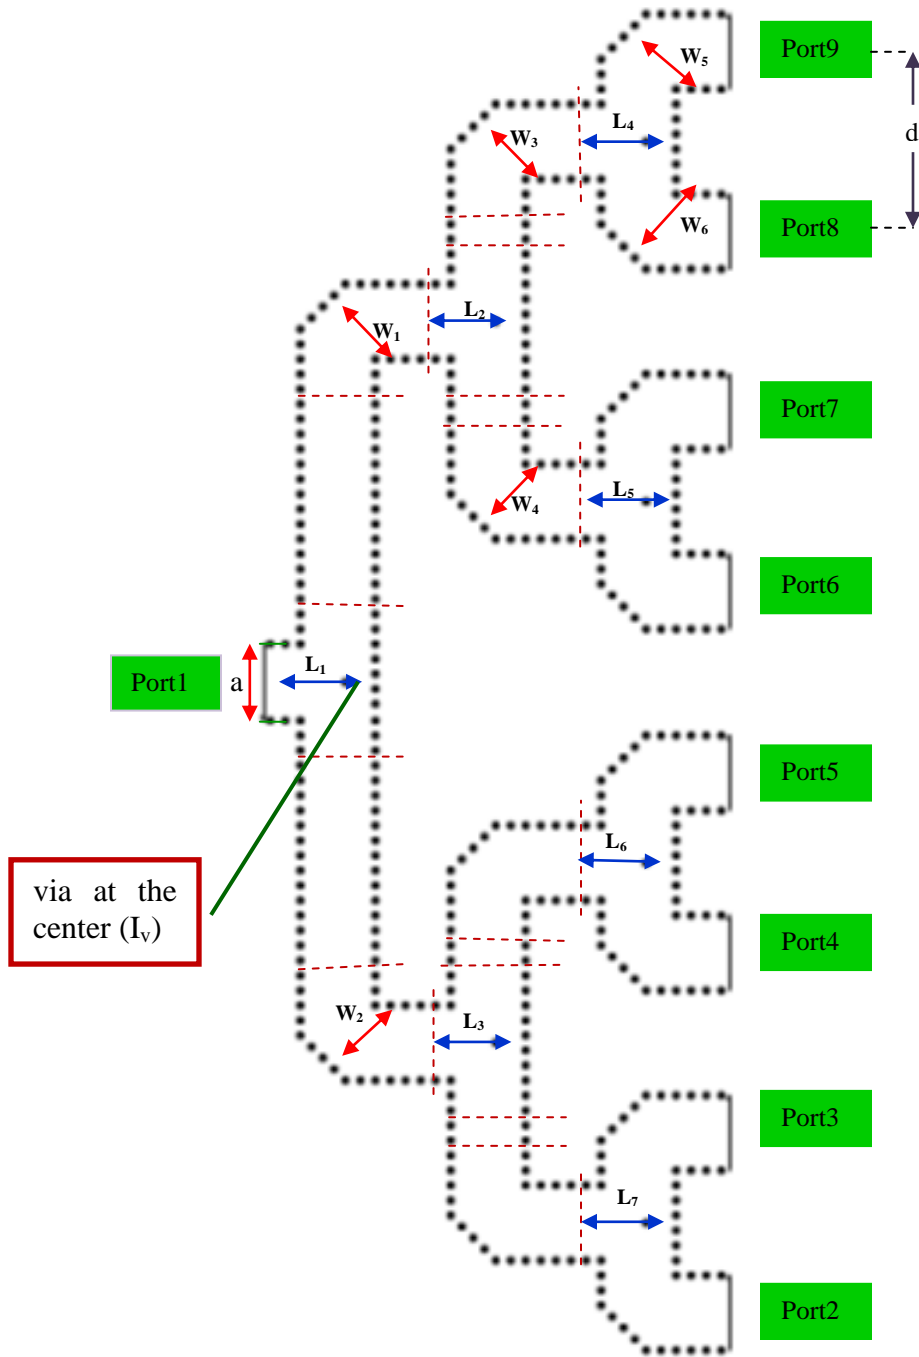 Port9
W₅
L₄
d
W₃
W₆
Port8
L₂
W₁
Port7
W₄
L₅
Port6
Port1
a
L₁
Port5
L₆
via at the
center (Iᵥ)
Port4
W₂
L₃
Port3
L₇
Port2